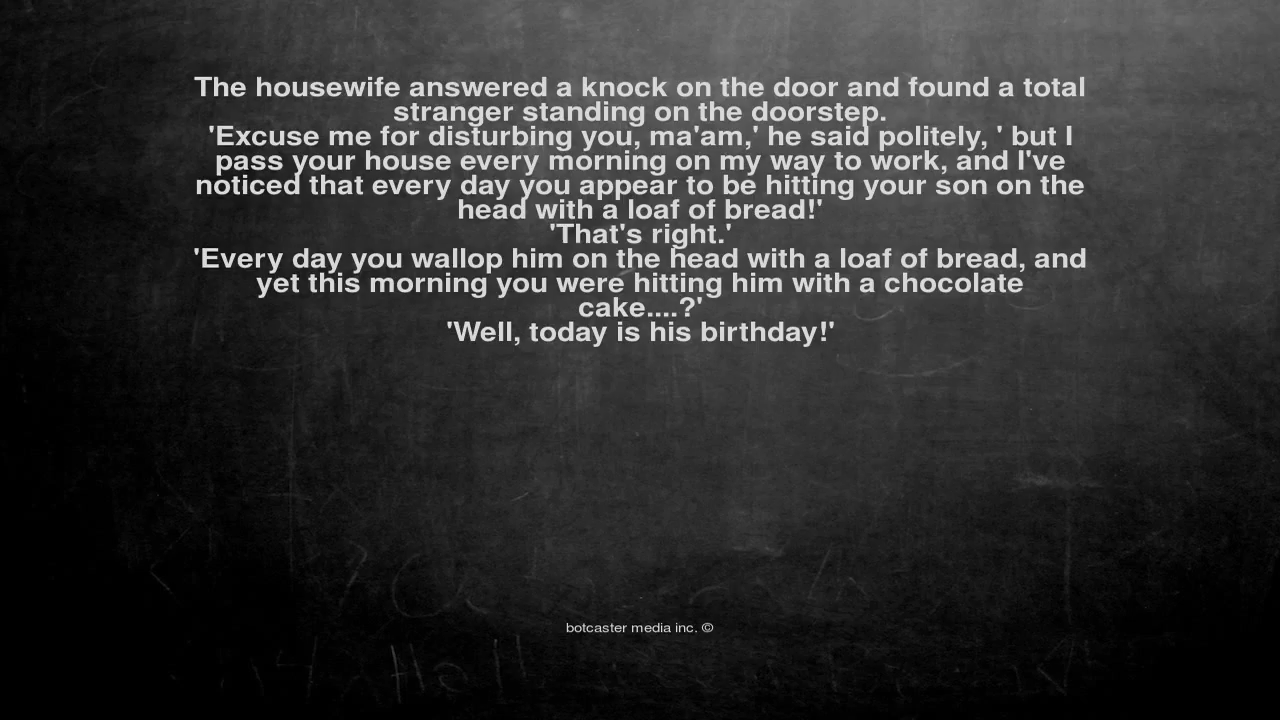 The housewife answered a knock on the door and found a total
stranger standing on the doorstep.
'Excuse me for disturbing you, ma'am,' he said politely, ' but I
pass your house every morning on my way to work, and I've
noticed that every day you appear to be hitting your son on the
head with a loaf of bread!'
'That's right.'
'Every day you wallop him on the head with a loaf of bread, and
yet this morning you were hitting him with a chocolate
cake....?'
'Well, today is his birthday!'
botcaster media inc. ©